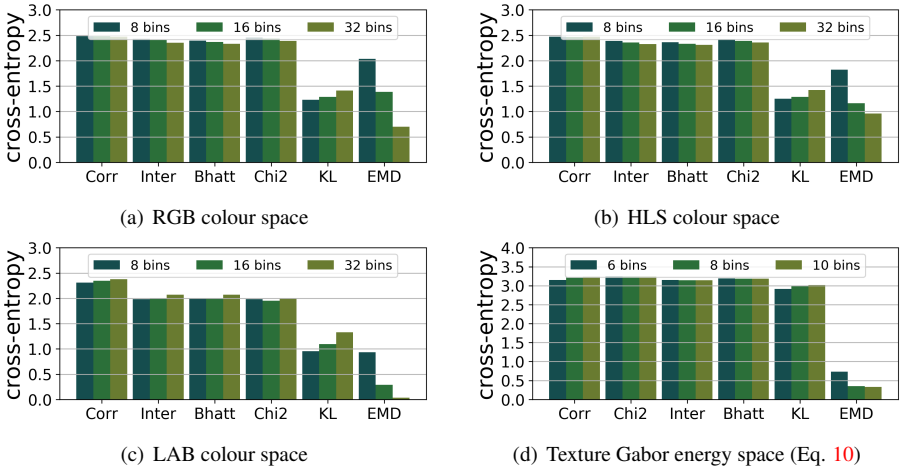 3.0
2.5
2.0
1.5
1.0
0.5
0.0
cross-entropy
8 bins 16 bins 32 bins
Corr Inter Bhatt Chi2 KL EMD
(a) RGB colour space
3.0
2.5
2.0
1.5
1.0
0.5
0.0
cross-entropy
8 bins 16 bins 32 bins
Corr Inter Bhatt Chi2 KL EMD
(b) HLS colour space
3.0
2.5
2.0
1.5
1.0
0.5
0.0
cross-entropy
8 bins 16 bins 32 bins
Corr Inter Bhatt Chi2 KL EMD
(c) LAB colour space
4.0
3.5
3.0
2.5
2.0
1.5
1.0
0.5
0.0
cross-entropy
6 bins 8 bins 10 bins
Corr Chi2 Inter Bhatt KL EMD
(d) Texture Gabor energy space (Eq. 10)